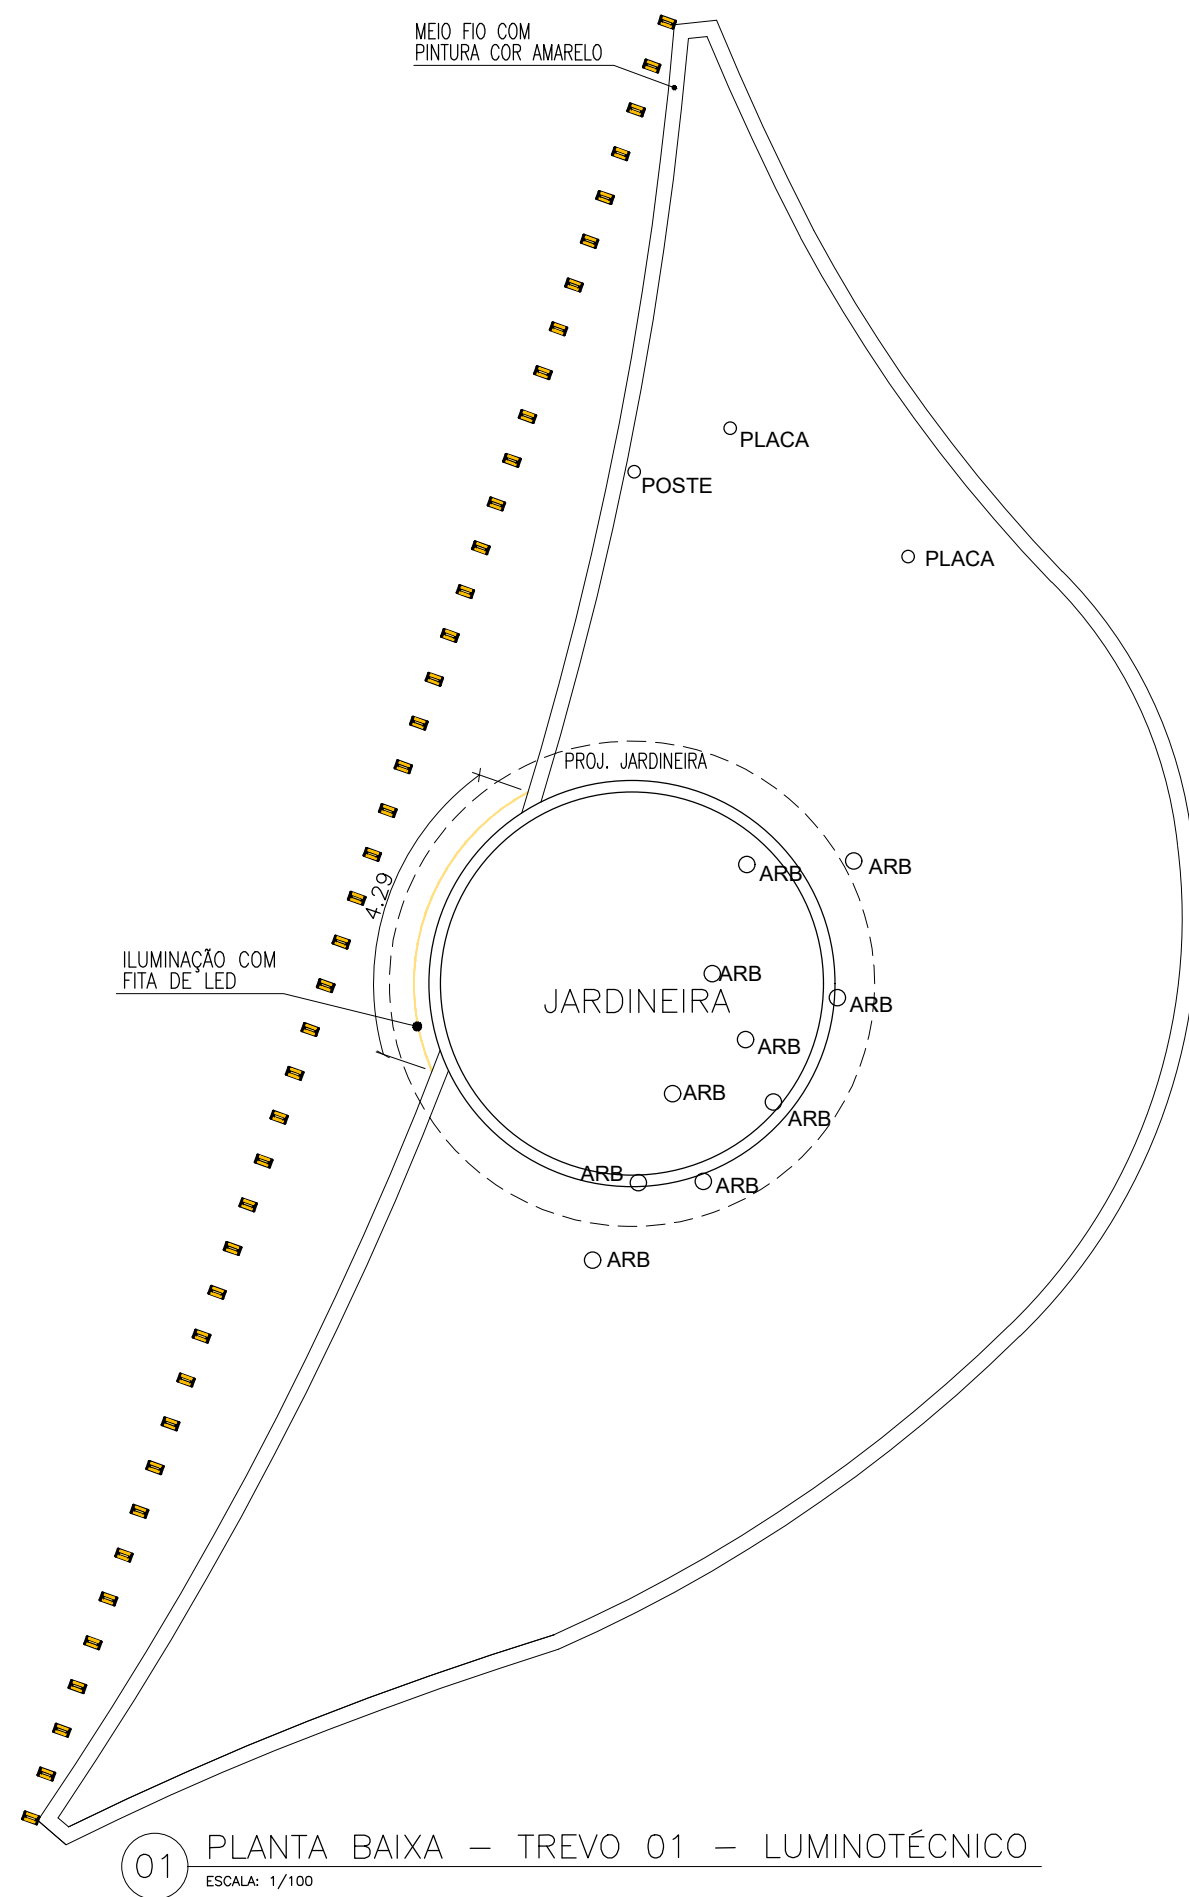 MEIO FIO COM
PINTURA COR AMARELO
PLACA
POSTE
PLACA
PROJ. JARDINEIRA
ARB
ARB
4.29
ILUMINAÇÃO COM
FITA DE LED
ARB
JARDINEIRA
ARB
ARB
ARB
ARB
ARB
ARB
ARB
01
PLANTA BAIXA – TREVO 01 – LUMINOTÉCNICO
ESCALA: 1/100